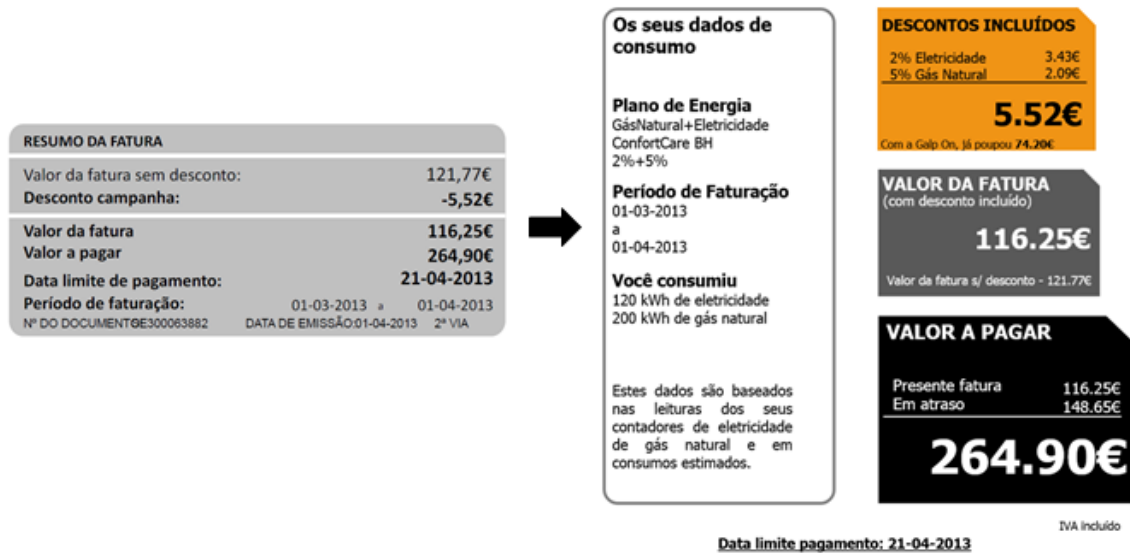 RESUMO DA FATURA
Valor da fatura sem desconto: 121,77€
Desconto campanha: -5,52€
Valor da fatura 116,25€
Valor a pagar 264,90€
Data limite de pagamento: 21-04-2013
Período de faturação: 01-03-2013 a 01-04-2013
Nº DO DOCUMENTO GE300063882 DATA DE EMISSÃO:01-04-2013 2ª VIA
Os seus dados de
consumo
Plano de Energia
GásNatural+Eletricidade
ConfortCare BH
2%+5%
Período de Faturação
01-03-2013
a
01-04-2013
Você consumiu
120 kWh de eletricidade
200 kWh de gás natural
Estes dados são baseados
nas leituras dos seus
contadores de eletricidade
de gás natural e em
consumos estimados.
DESCONTOS INCLUÍDOS
2% Eletricidade 3.43€
5% Gás Natural 2.09€
5.52€
Com a Galp On, já poupou 74.20€
VALOR DA FATURA
(com desconto incluído)
116.25€
Valor da fatura s/ desconto - 121.77€
VALOR A PAGAR
Presente fatura 116.25€
Em atraso 148.65€
264.90€
IVA incluído
Data limite pagamento: 21-04-2013